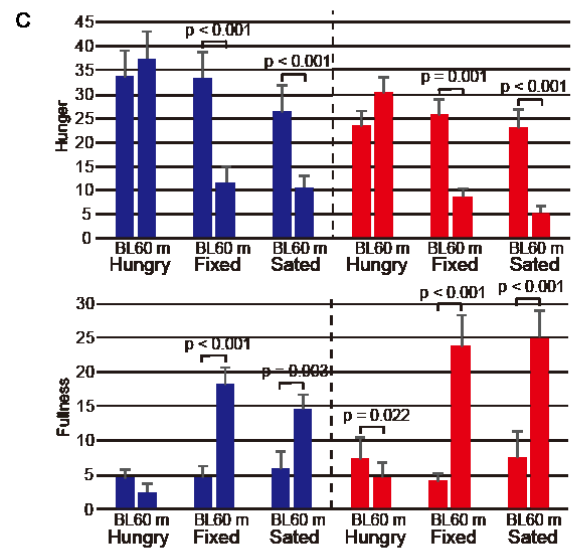 C
Hunger
45
40
35
30
25
20
15
10
5
0
p < 0.001
p < 0.001
p = 0.001
p < 0.001
BL60 m BL60 m BL60 m BL60 m BL60 m BL60 m
Hungry Fixed Sated Hungry Fixed Sated
Fullness
30
25
20
15
10
5
0
p < 0.001
p = 0.003
p = 0.022
p < 0.001
p < 0.001
BL60 m BL60 m BL60 m BL60 m BL60 m BL60 m
Hungry Fixed Sated Hungry Fixed Sated